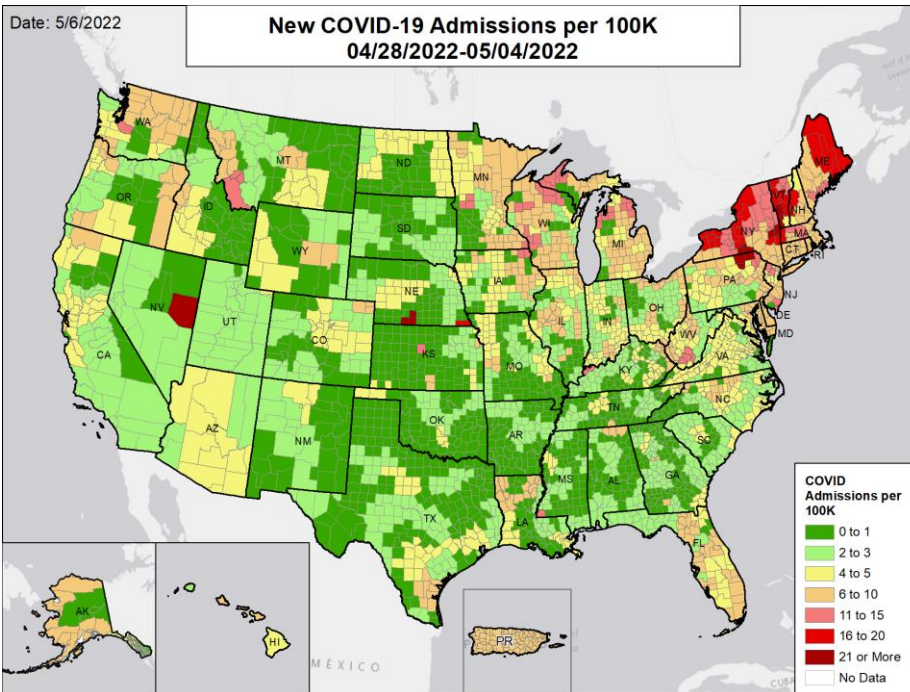 Date: 5/6/2022
New COVID-19 Admissions per 100K
04/28/2022-05/04/2022
WA
MT
ND
MN
ME
OR
ID
SD
WI
VT
NH
NY
MA
CT
RI
WY
MI
IA
PA
NJ
NE
NV
UT
CO
IL
IN
OH
DE
MD
WV
VA
CA
KS
MO
KY
NC
TN
AZ
NM
OK
AR
SC
MS
AL
GA
TX
LA
FL
AK
HI
PR
MÉXICO
CUBA
COVID
Admissions per
100K
0 to 1
2 to 3
4 to 5
6 to 10
11 to 15
16 to 20
21 or More
No Data